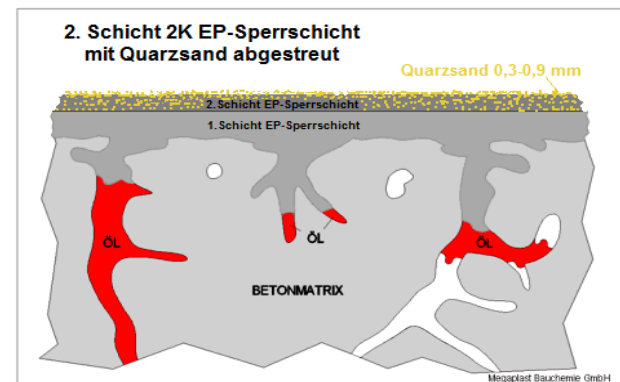 2. Schicht 2K EP-Sperrschicht
mit Quarzsand abgestreut
Quarzsand 0,3-0,9 mm
2. Schicht EP-Sperrschicht
1. Schicht EP-Sperrschicht
ÖL
ÖL
ÖL
BETONMATRIX
Megaplast Bauchemie GmbH